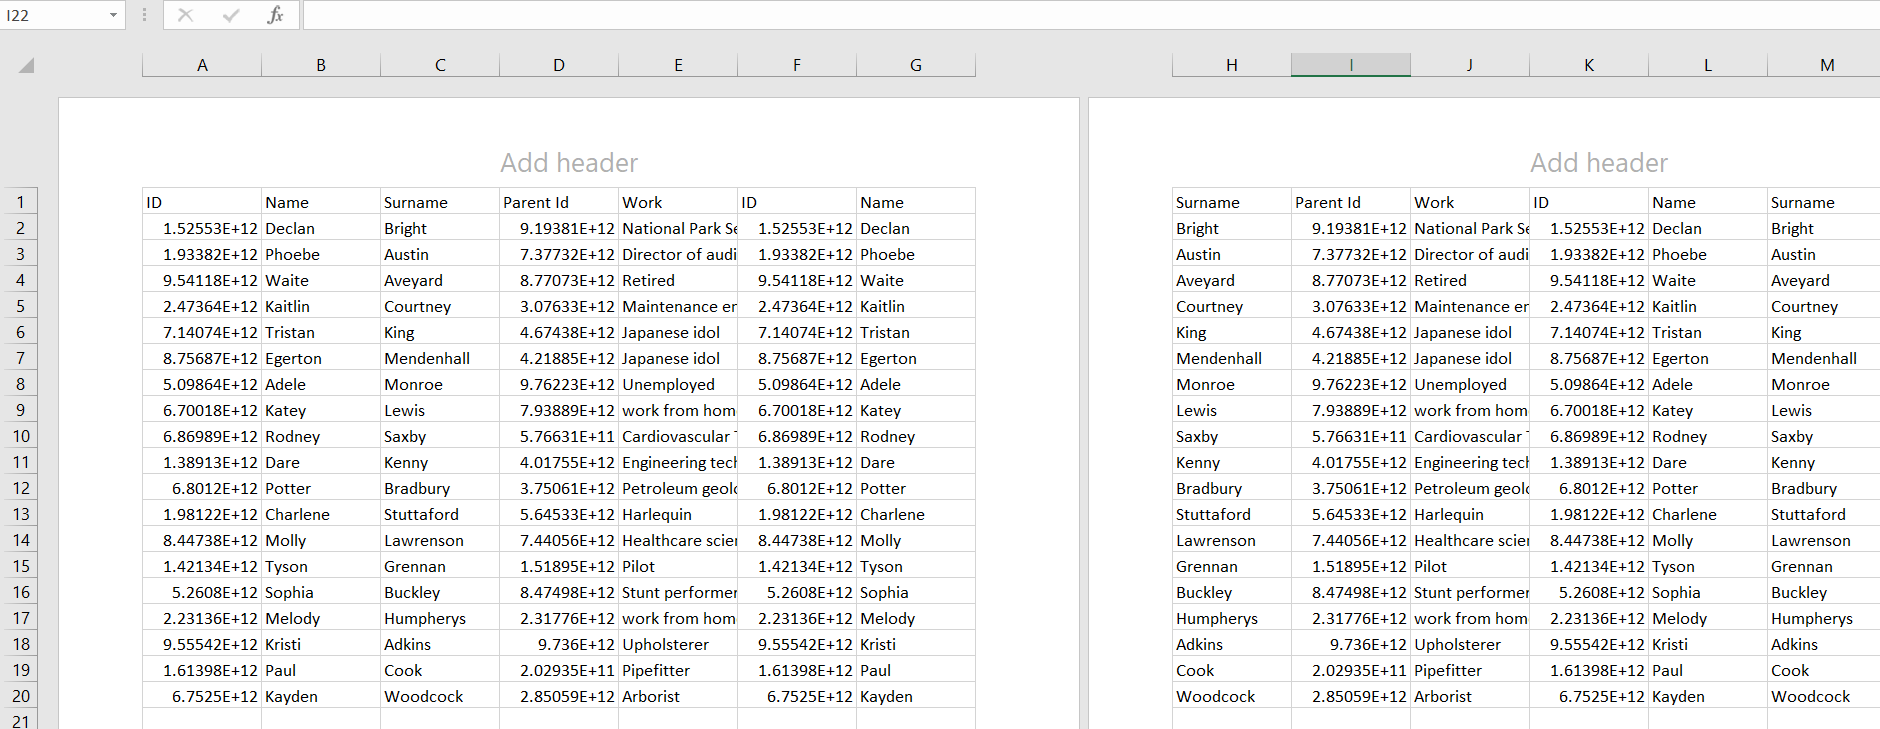 I22 fx
A B C D E F G H I J K L M
Add header Add header
1 ID Name Surname Parent Id Work ID Name Surname Parent Id Work ID Name Surname
2 1.52553E+12 Declan Bright 9.19381E+12 National Park Se 1.52553E+12 Declan Bright 9.19381E+12 National Park Se 1.52553E+12 Declan Bright
3 1.93382E+12 Phoebe Austin 7.37732E+12 Director of audi 1.93382E+12 Phoebe Austin 7.37732E+12 Director of audi 1.93382E+12 Phoebe Austin
4 9.54118E+12 Waite Aveyard 8.77073E+12 Retired 9.54118E+12 Waite Aveyard 8.77073E+12 Retired 9.54118E+12 Waite Aveyard
5 2.47364E+12 Kaitlin Courtney 3.07633E+12 Maintenance en 2.47364E+12 Kaitlin Courtney 3.07633E+12 Maintenance en 2.47364E+12 Kaitlin Courtney
6 7.14074E+12 Tristan King 4.67438E+12 Japanese idol 7.14074E+12 Tristan King 4.67438E+12 Japanese idol 7.14074E+12 Tristan King
7 8.75687E+12 Egerton Mendenhall 4.21885E+12 Japanese idol 8.75687E+12 Egerton Mendenhall 4.21885E+12 Japanese idol 8.75687E+12 Egerton Mendenhall
8 5.09864E+12 Adele Monroe 9.76223E+12 Unemployed 5.09864E+12 Adele Monroe 9.76223E+12 Unemployed 5.09864E+12 Adele Monroe
9 6.70018E+12 Katey Lewis 7.93889E+12 work from hom 6.70018E+12 Katey Lewis 7.93889E+12 work from hom 6.70018E+12 Katey Lewis
10 6.86989E+12 Rodney Saxby 5.76631E+11 Cardiovascular 6.86989E+12 Rodney Saxby 5.76631E+11 Cardiovascular 6.86989E+12 Rodney Saxby
11 1.38913E+12 Dare Kenny 4.01755E+12 Engineering tech 1.38913E+12 Dare Kenny 4.01755E+12 Engineering tech 1.38913E+12 Dare Kenny
12 6.8012E+12 Potter Bradbury 3.75061E+12 Petroleum geolo 6.8012E+12 Potter Bradbury 3.75061E+12 Petroleum geolo 6.8012E+12 Potter Bradbury
13 1.98122E+12 Charlene Stuttaford 5.64533E+12 Harlequin 1.98122E+12 Charlene Stuttaford 5.64533E+12 Harlequin 1.98122E+12 Charlene Stuttaford
14 8.44738E+12 Molly Lawrenson 7.44056E+12 Healthcare scien 8.44738E+12 Molly Lawrenson 7.44056E+12 Healthcare scien 8.44738E+12 Molly Lawrenson
15 1.42134E+12 Tyson Grennan 1.51895E+12 Pilot 1.42134E+12 Tyson Grennan 1.51895E+12 Pilot 1.42134E+12 Tyson Grennan
16 5.2608E+12 Sophia Buckley 8.47498E+12 Stunt performer 5.2608E+12 Sophia Buckley 8.47498E+12 Stunt performer 5.2608E+12 Sophia Buckley
17 2.23136E+12 Melody Humpherys 2.31776E+12 work from hom 2.23136E+12 Melody Humpherys 2.31776E+12 work from hom 2.23136E+12 Melody Humpherys
18 9.55542E+12 Kristi Adkins 9.736E+12 Upholsterer 9.55542E+12 Kristi Adkins 9.736E+12 Upholsterer 9.55542E+12 Kristi Adkins
19 1.61398E+12 Paul Cook 2.02935E+11 Pipefitter 1.61398E+12 Paul Cook 2.02935E+11 Pipefitter 1.61398E+12 Paul Cook
20 6.7525E+12 Kayden Woodcock 2.85059E+12 Arborist 6.7525E+12 Kayden Woodcock 2.85059E+12 Arborist 6.7525E+12 Kayden Woodcock
21